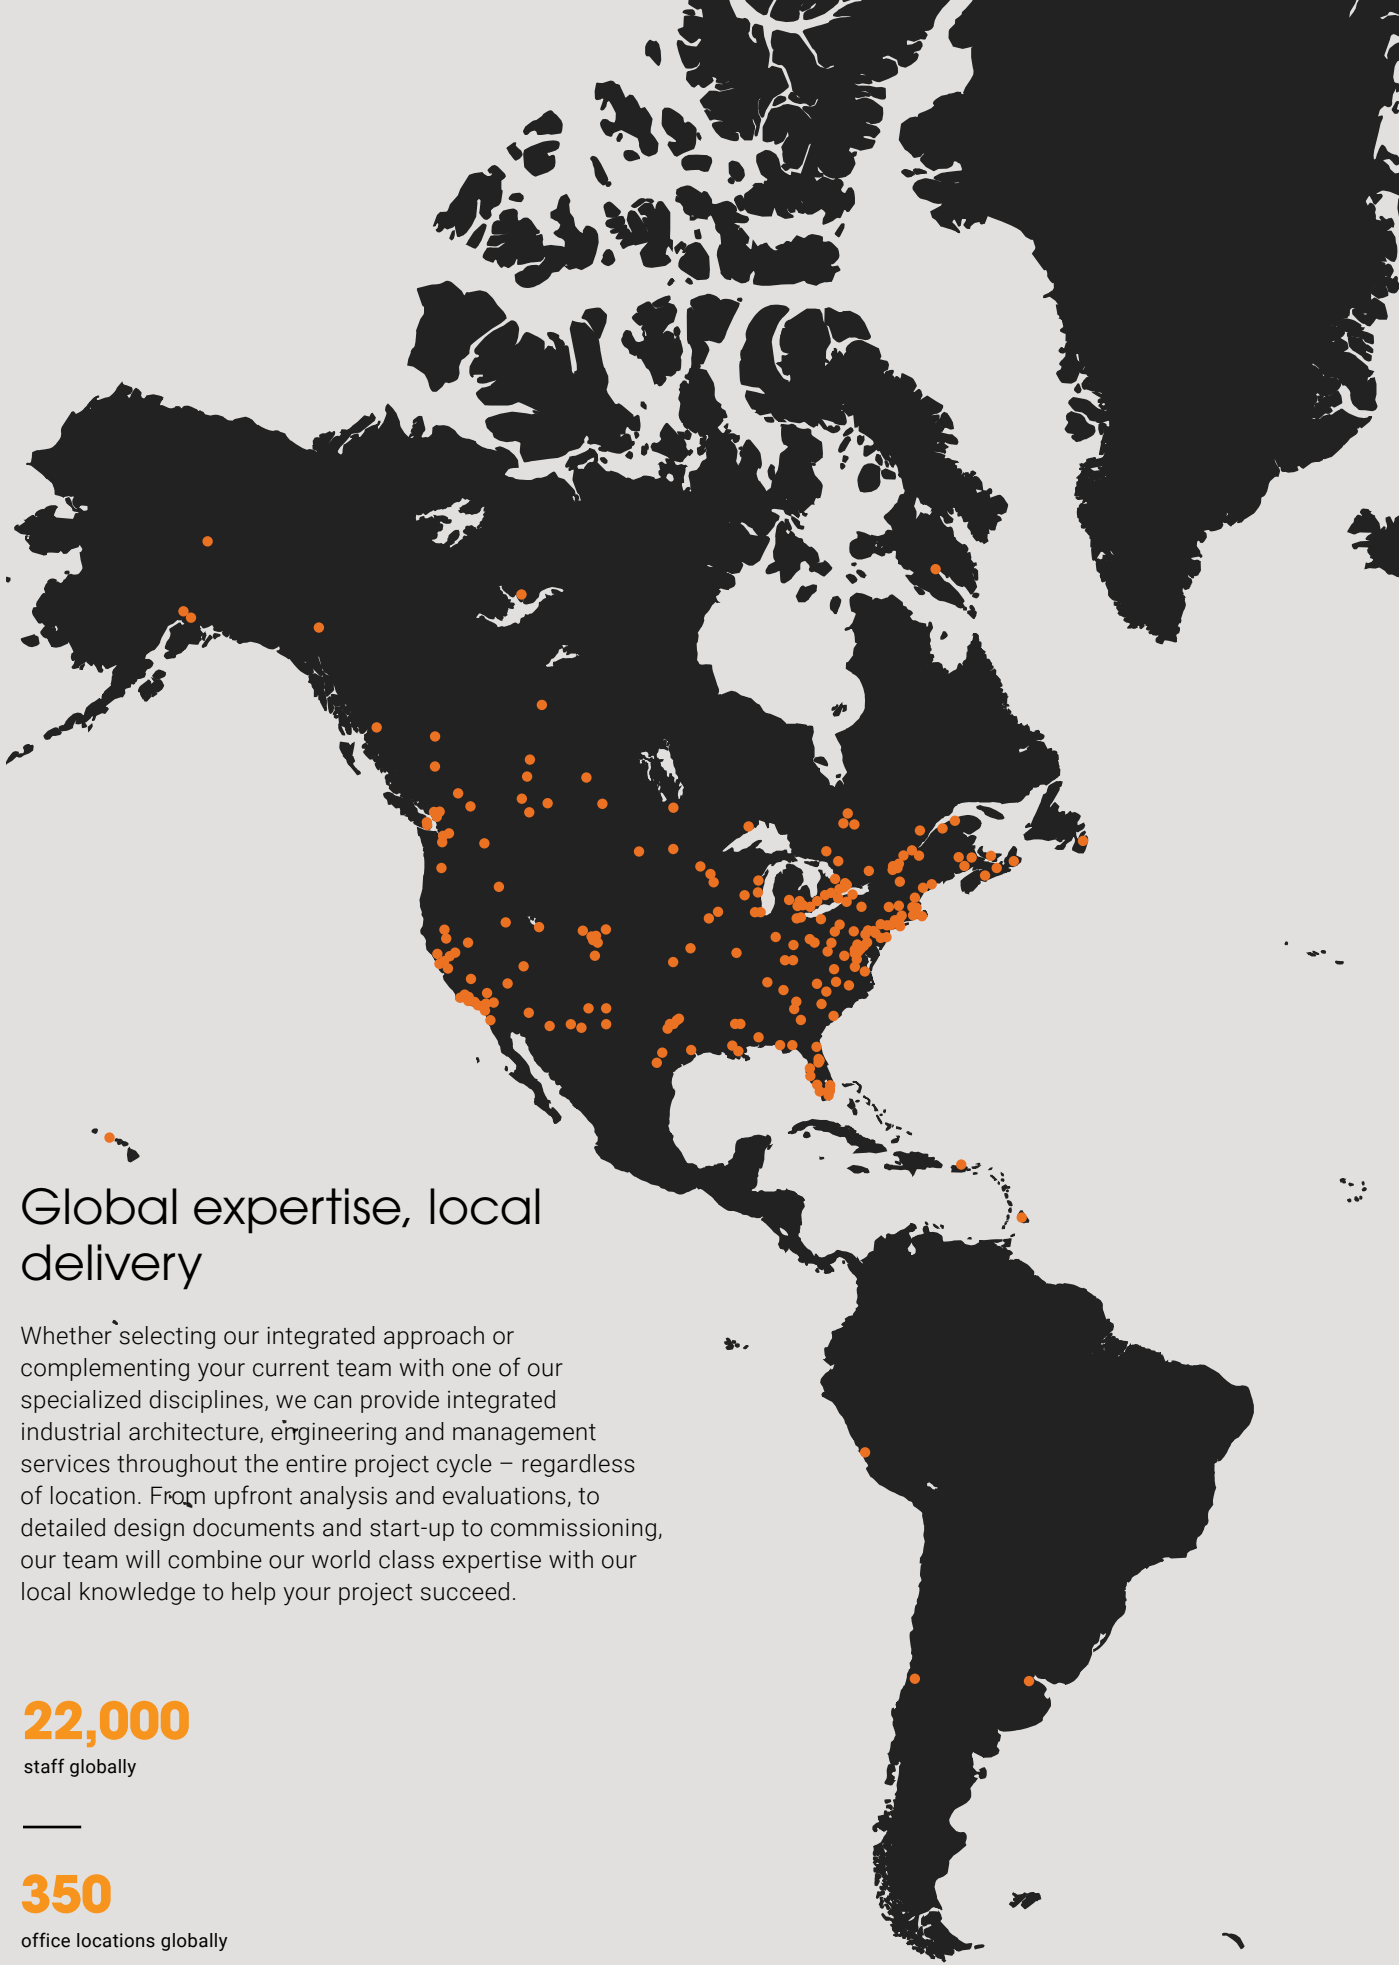 Global expertise, local
delivery
Whether selecting our integrated approach or
complementing your current team with one of our
specialized disciplines, we can provide integrated
industrial architecture, engineering and management
services throughout the entire project cycle – regardless
of location. From upfront analysis and evaluations, to
detailed design documents and start-up to commissioning,
our team will combine our world class expertise with our
local knowledge to help your project succeed.
22,000
staff globally
350
office locations globally